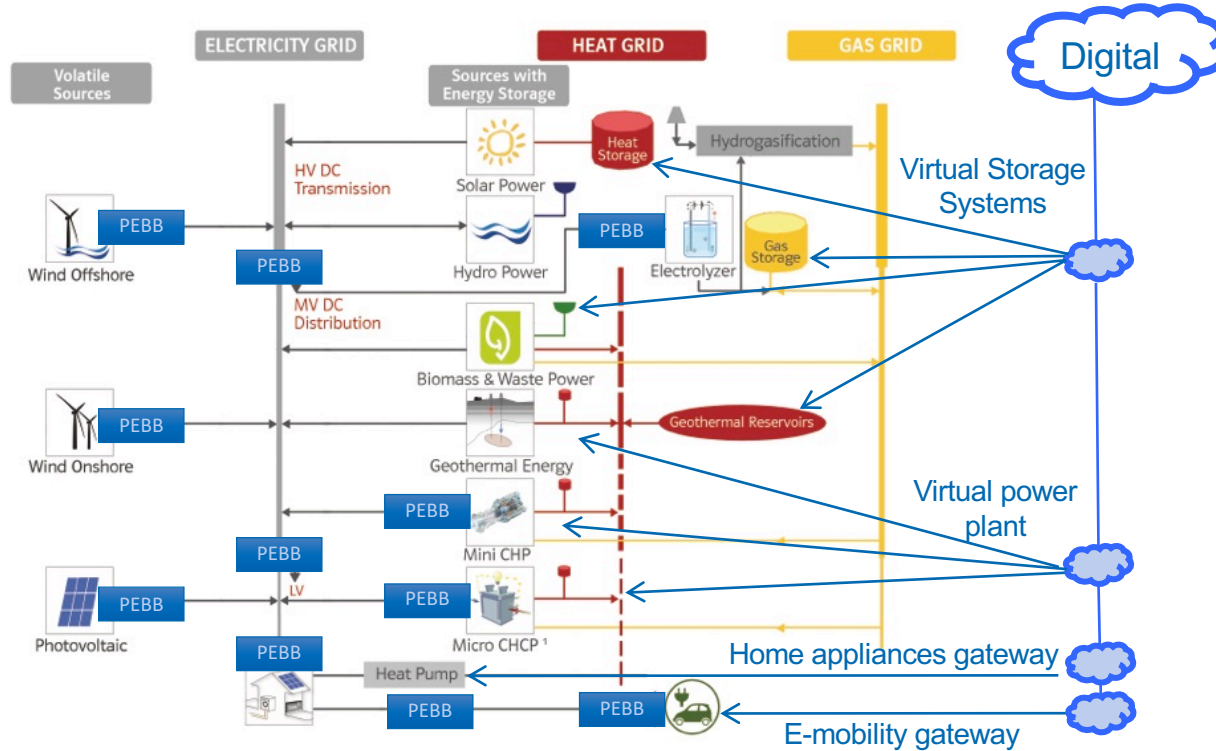 ELECTRICITY GRID
HEAT GRID
GAS GRID
Digital
Volatile
Sources
Sources with
Energy Storage
Heat
Storage
Hydrogasification
HV DC
Transmission
Solar Power
Virtual Storage
Systems
PEBB
Wind Offshore
PEBB
Hydro Power
PEBB
Electrolyzer
Gas
Storage
MV DC
Distribution
Biomass & Waste Power
PEBB
Wind Onshore
Geothermal Reservoirs
Geothermal Energy
Virtual power
plant
PEBB
Mini CHP
PEBB
LV
PEBB
Photovoltaic
PEBB
Micro CHCP ¹
PEBB
Heat Pump
Home appliances gateway
PEBB
PEBB
E-mobility gateway